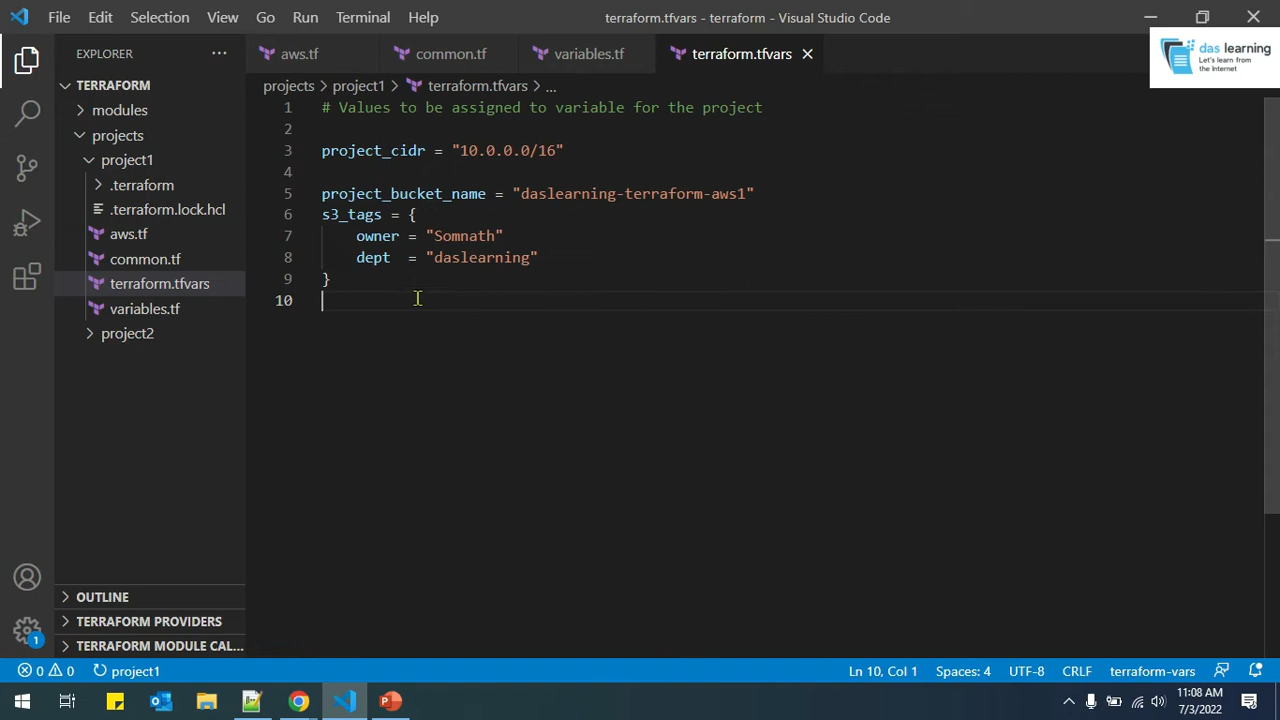 File Edit Selection View Go Run Terminal Help
terraform.tfvars - terraform - Visual Studio Code
das learning
Let's learn from
the Internet
EXPLORER
aws.tf
common.tf
variables.tf
terraform.tfvars
TERRAFORM
modules
projects
project1
.terraform
.terraform.lock.hcl
aws.tf
common.tf
terraform.tfvars
variables.tf
project2
OUTLINE
TERRAFORM PROVIDERS
TERRAFORM MODULE CAL...
projects > project1 > terraform.tfvars > ...
1 # Values to be assigned to variable for the project
2
3 project_cidr = "10.0.0.0/16"
4
5 project_bucket_name = "daslearning-terraform-aws1"
6 s3_tags = {
7 owner = "Somnath"
8 dept = "daslearning"
9 }
10
1
0 0 project1
Ln 10, Col 1 Spaces: 4 UTF-8 CRLF terraform-vars
11:08 AM
7/3/2022